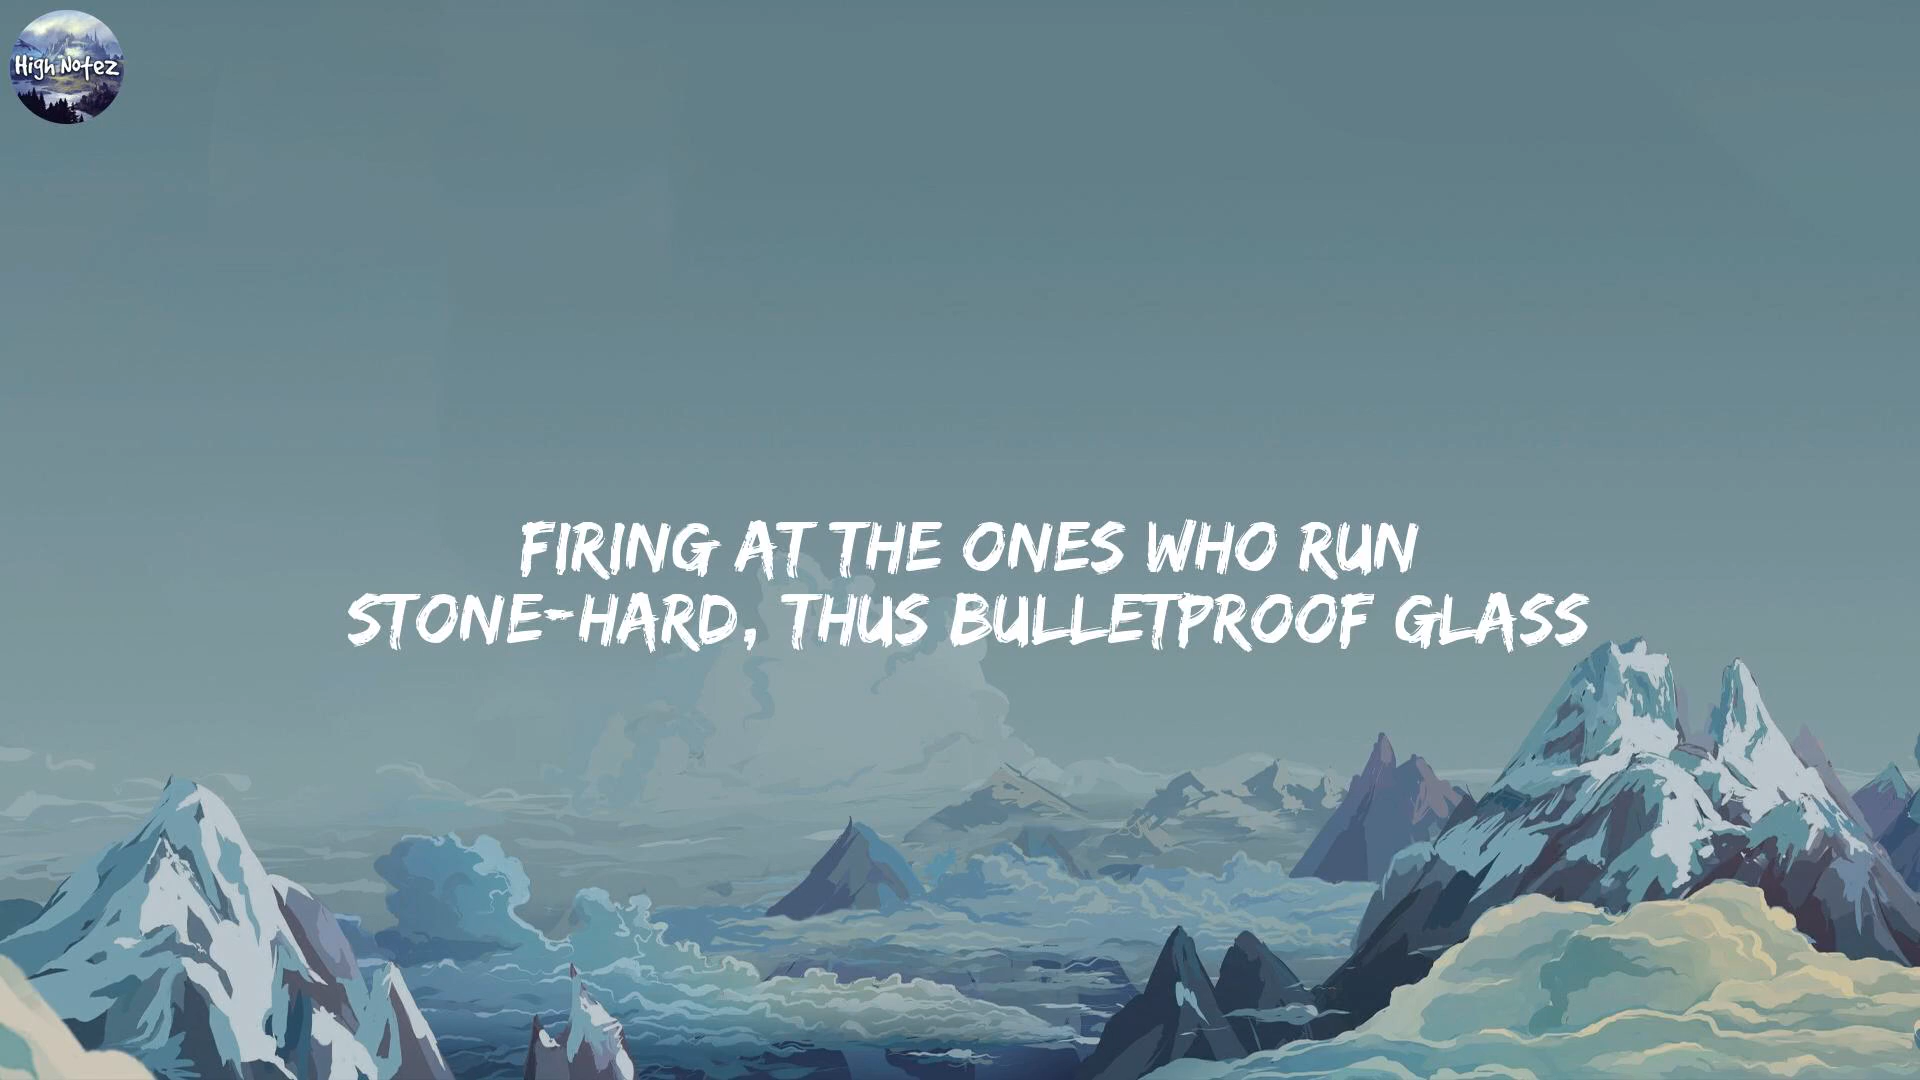 High Notez
FIRING AT THE ONES WHO RUN
STONE-HARD, THUS BULLETPROOF GLASS